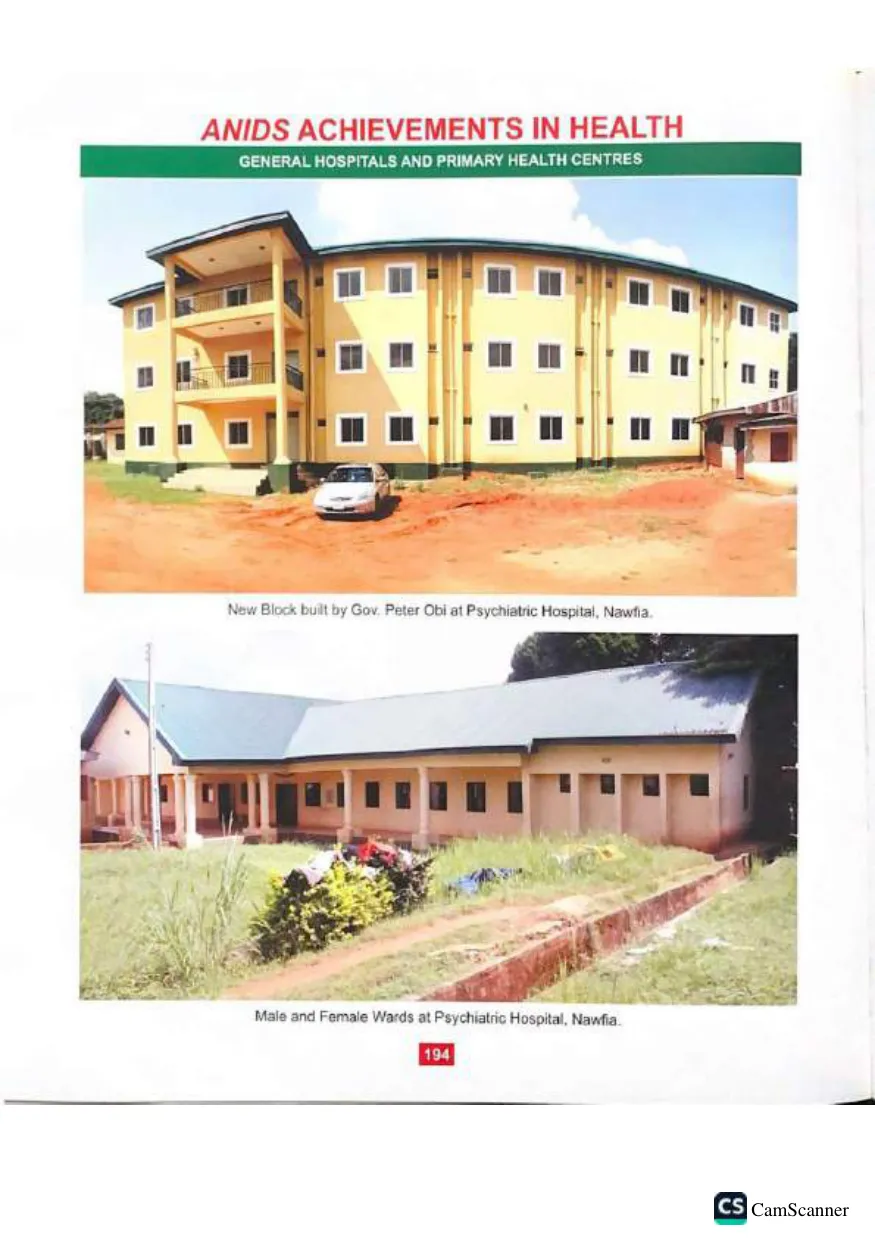 ANIDS ACHIEVEMENTS IN HEALTH
GENERAL HOSPITALS AND PRIMARY HEALTH CENTRES
New Block built by Gov. Peter Obi at Psychiatric Hospital, Nawfia.
Male and Female Wards at Psychiatric Hospital, Nawfia.
194
CS CamScanner